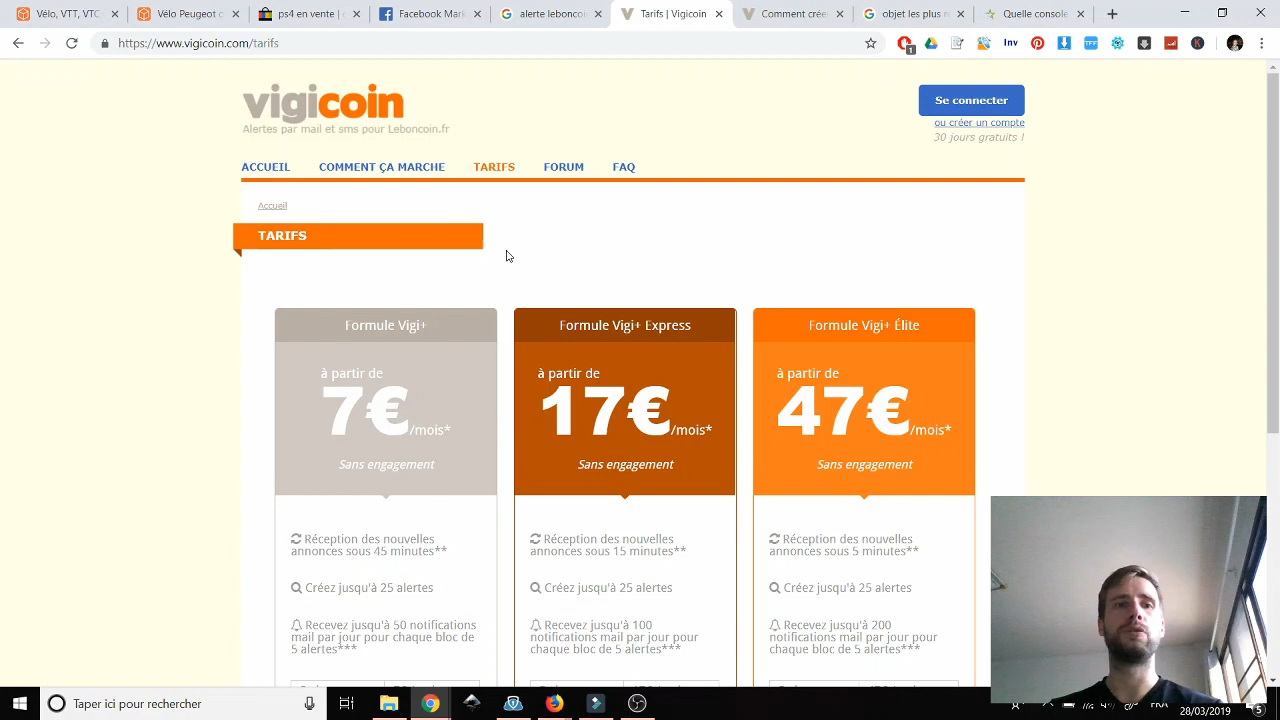 Vélo, VTT, VTC
Vélo Peugeot c
psp en vente s
Facebook Mark
alerte leboncoin
Tarifs | Vigicoin
Comment créer
les jeux les plus r
Quelle console
https://www.vigicoin.com/tarifs
1
Inv
TFF
K
vigicoin
Alertes par mail et sms pour Leboncoin.fr
Se connecter
ou créer un compte
30 jours gratuits !
ACCUEIL
COMMENT ÇA MARCHE
TARIFS
FORUM
FAQ
Accueil
TARIFS
Formule Vigi+
à partir de
7€/mois*
Sans engagement
Réception des nouvelles
annonces sous 45 minutes**
Créez jusqu'à 25 alertes
Recevez jusqu'à 50 notifications
mail par jour pour chaque bloc de
5 alertes***
Formule Vigi+ Express
à partir de
17€/mois*
Sans engagement
Réception des nouvelles
annonces sous 15 minutes**
Créez jusqu'à 25 alertes
Recevez jusqu'à 100
notifications mail par jour pour
chaque bloc de 5 alertes***
Formule Vigi+ Élite
à partir de
47€/mois*
Sans engagement
Réception des nouvelles
annonces sous 5 minutes**
Créez jusqu'à 25 alertes
Recevez jusqu'à 200
notifications mail par jour pour
chaque bloc de 5 alertes***
Taper ici pour rechercher
28/03/2019
5